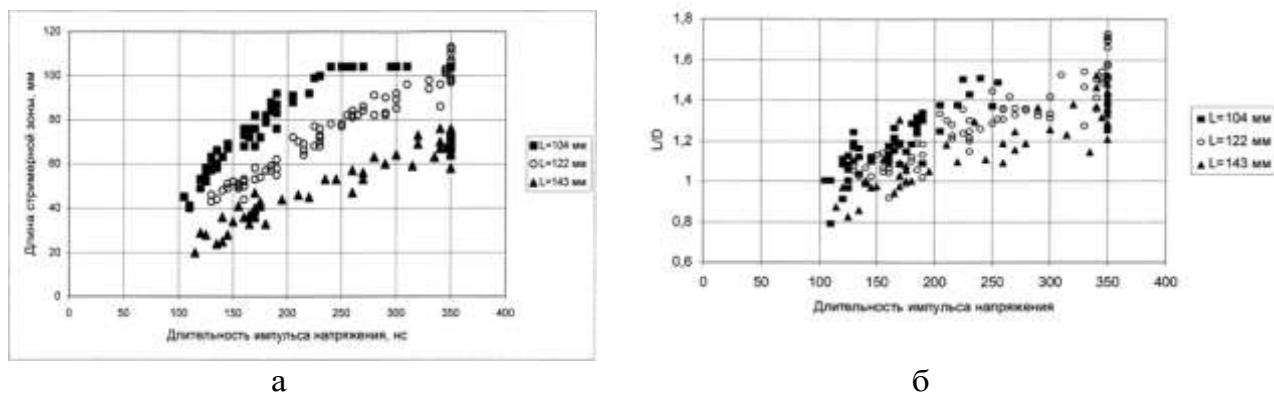 120
100
80
60
40
20
0
0 50 100 150 200 250 300 350 400
Длина стримерной зоны, мм
Длительность импульса напряжения, нс
L=104 мм
L=122 мм
L=143 мм
а
1,8
1,6
1,4
1,2
1
0,8
0,6
0 50 100 150 200 250 300 350 400
L/D
Длительность импульса напряжения
L=104 мм
L=122 мм
L=143 мм
б